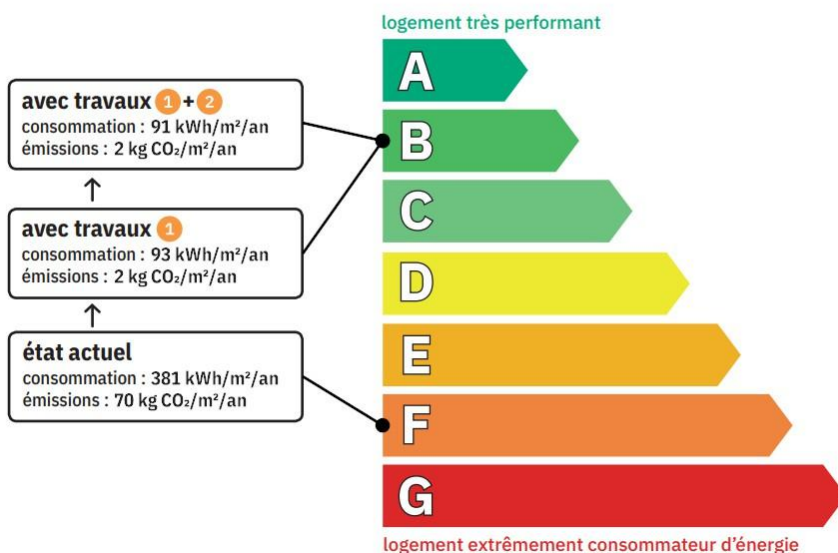 logement très performant
A
avec travaux 1 + 2
consommation : 91 kWh/m²/an
émissions : 2 kg CO₂/m²/an
B
C
avec travaux 1
consommation : 93 kWh/m²/an
émissions : 2 kg CO₂/m²/an
D
état actuel
consommation : 381 kWh/m²/an
émissions : 70 kg CO₂/m²/an
E
F
G
logement extrêmement consommateur d’énergie